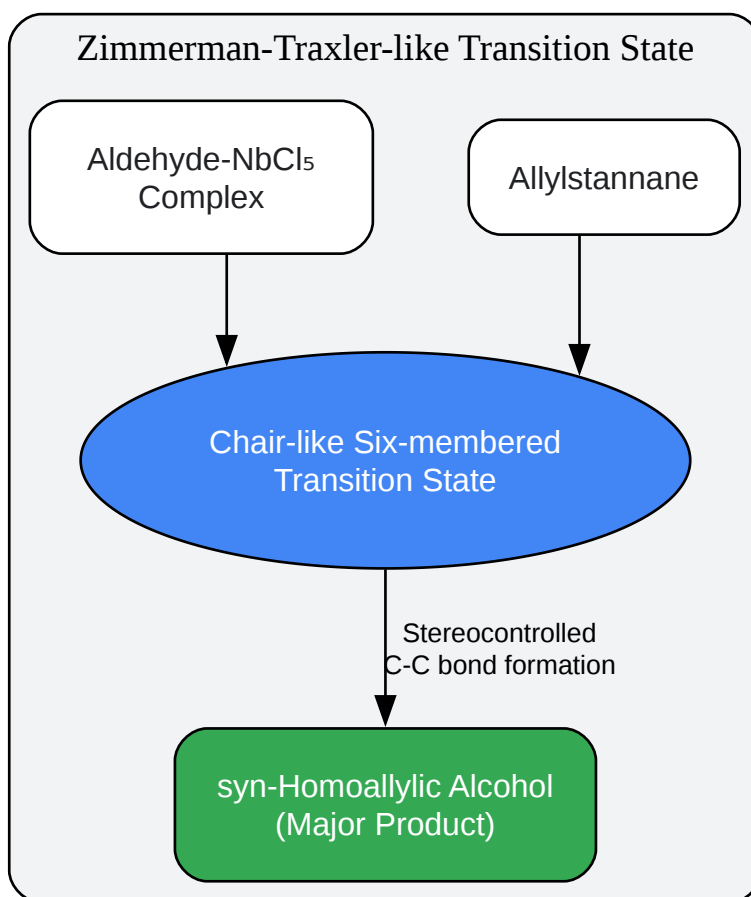 Zimmerman-Traxler-like Transition State
Aldehyde-NbCl₅
Complex
Allylstannane
Chair-like Six-membered
Transition State
Stereocontrolled
C-C bond formation
syn-Homoallylic Alcohol
(Major Product)